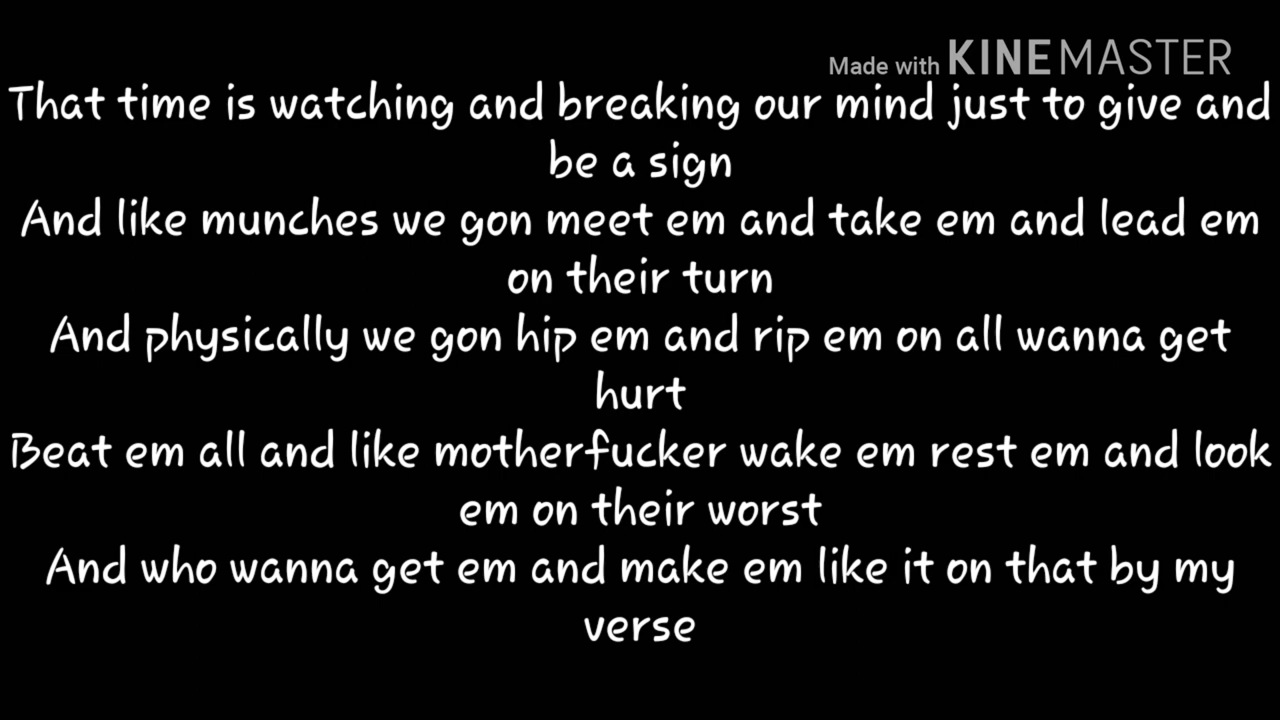 Made with KINEMASTER
That time is watching and breaking our mind just to give and
be a sign
And like munches we gon meet em and take em and lead em
on their turn
And physically we gon hip em and rip em on all wanna get
hurt
Beat em all and like motherfucker wake em rest em and look
em on their worst
And who wanna get em and make em like it on that by my
verse